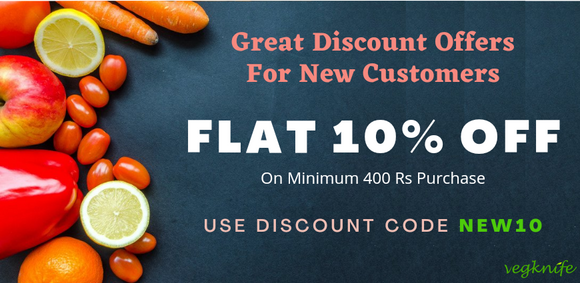 Great Discount Offers
For New Customers
FLAT 10% OFF
On Minimum 400 Rs Purchase
USE DISCOUNT CODE NEW10
vegknife